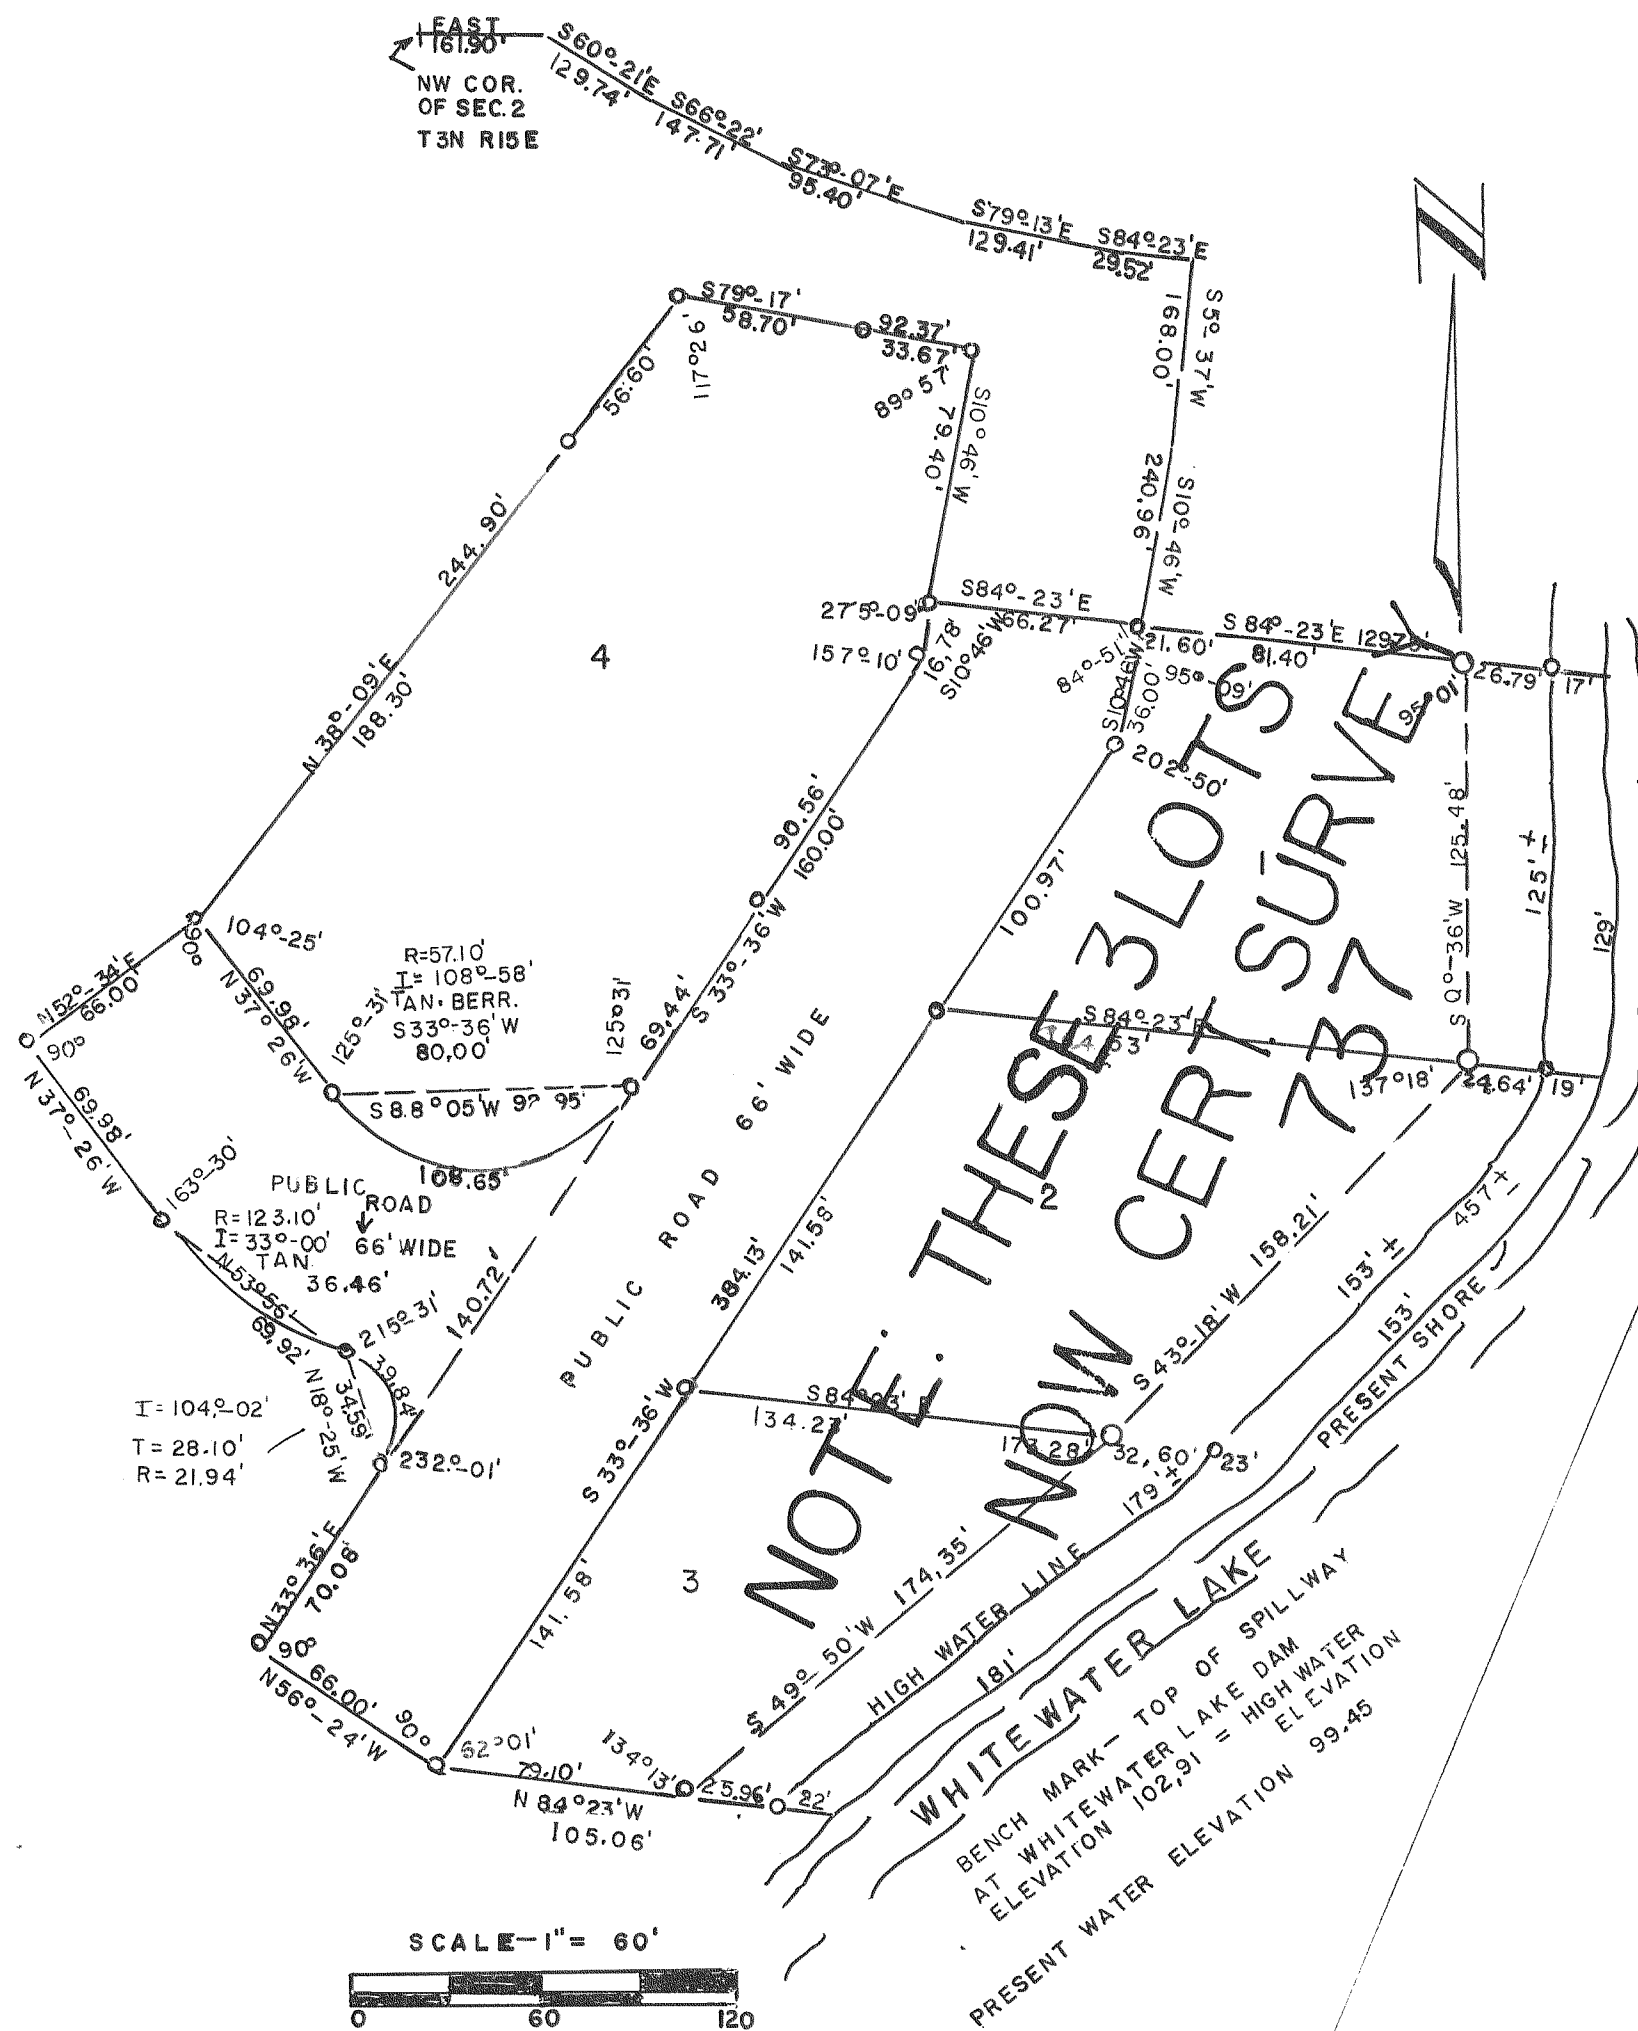 EAST
161.90'
NW COR.
OF SEC. 2
T3N R15E
S60°-21'E
129.74'
S66°-22'
147.71'
S73°-07'E
95.40'
S79°-13'E
129.41'
S84°-23'E
29.52'
S5°-37'W
168.00'
S10°-46'W
240.96'
S79°-17'
58.70'
92.37'
33.67'
117°26'
89°57'
S10°46'W
79.40'
56.60'
244.90'
N 38°-09'E
188.30'
4
275°-09'
157°-10'
16.78'
S10°46'W
S84°-23'E
66.27'
21.60'
S 84°-23'E
81.40'
26.79'
17'
84°-51'
S10°46'W
36.00'
95°-09'
202°-50'
95°01'
S 0°-36'W 125.48'
125'±
129'
90.56'
160.00'
S 33°-36'W
69.44'
100.97'
104°-25'
90°
N 52°-34'E
66.00'
90°
69.98'
N 37°26'W
R=57.10'
I=108°-58'
TAN. BERR.
S33°-36'W
80,00'
125°-31'
125°31'
S88°05'W 92 95'
108.65'
69.98'
N 37°-26'W
163°-30'
PUBLIC
ROAD
66' WIDE
R=123.10'
I=33°-00'
TAN.
36.46'
N53°56'
69.92'
215°-31'
39.84'
34.59'
N18°-25'W
140.72'
I=104°-02'
T=28.10'
R=21.94'
232°-01'
N33°36'E
70.08'
90°
66.00'
N56°-24'W
90°
PUBLIC ROAD 66' WIDE
S84°-23'E
137°18'
24.64'
19'
2
141.58'
384.13'
S 33°-36'W
S 43°-18'W 158.21'
457±
153'±
153'
PRESENT SHORE
134.23'
173.28'
32,60'
23'
179'±
3
141.58'
S 49°-50'W 174,35'
HIGH WATER LINE
181'
62°01'
79.10'
134°13'
25.96'
22'
N 84°23'W
105.06'
NOTE: THESE 3 LOTS
NOW CERT. SURVEY
737
WHITEWATER LAKE
BENCH MARK — TOP OF SPILLWAY
AT WHITEWATER LAKE DAM
ELEVATION 102,91 = HIGH WATER
ELEVATION
PRESENT WATER ELEVATION 99.45
SCALE—1"= 60'
0 60 120